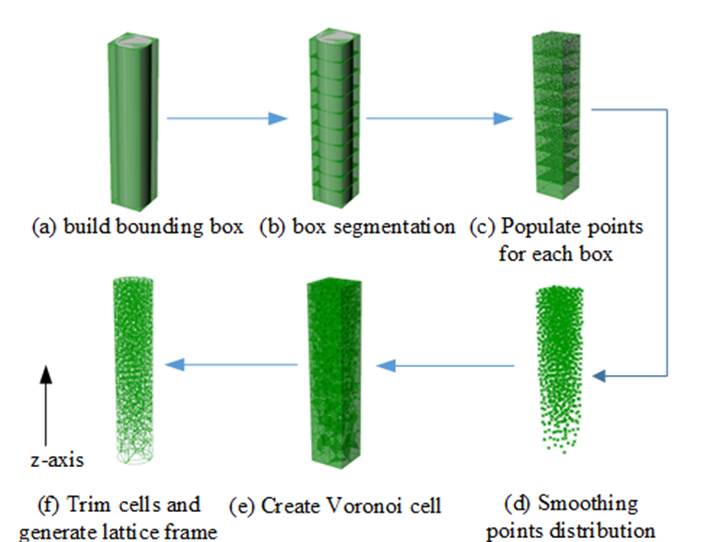 (a) build bounding box (b) box segmentation (c) Populate points
for each box
z-axis
(f) Trim cells and (e) Create Voronoi cell (d) Smoothing
generate lattice frame points distribution